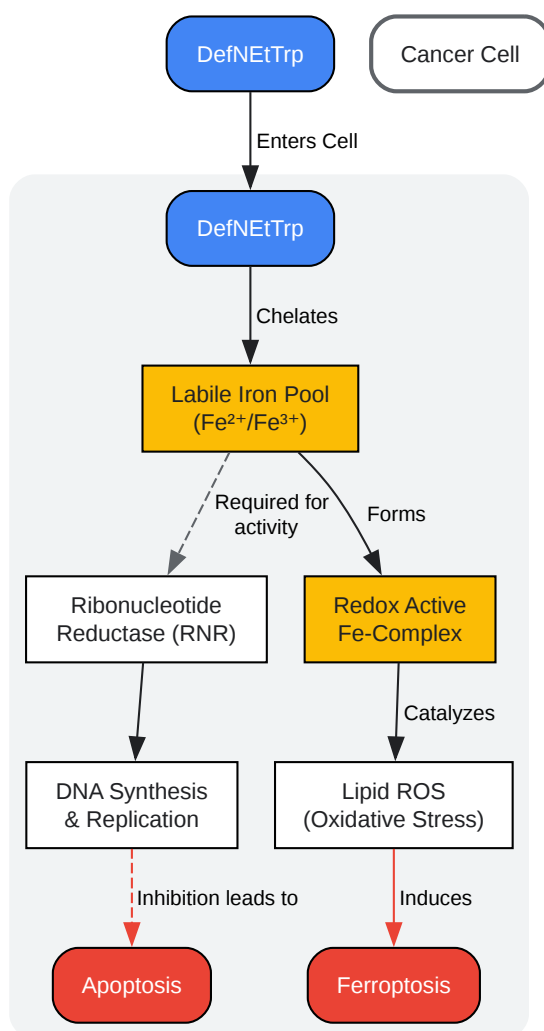 DefNEtTrp
Cancer Cell
Enters Cell
DefNEtTrp
Chelates
Labile Iron Pool
(Fe²⁺/Fe³⁺)
Required for
activity
Forms
Ribonucleotide
Reductase (RNR)
Redox Active
Fe-Complex
Catalyzes
DNA Synthesis
& Replication
Lipid ROS
(Oxidative Stress)
Inhibition leads to
Induces
Apoptosis
Ferroptosis